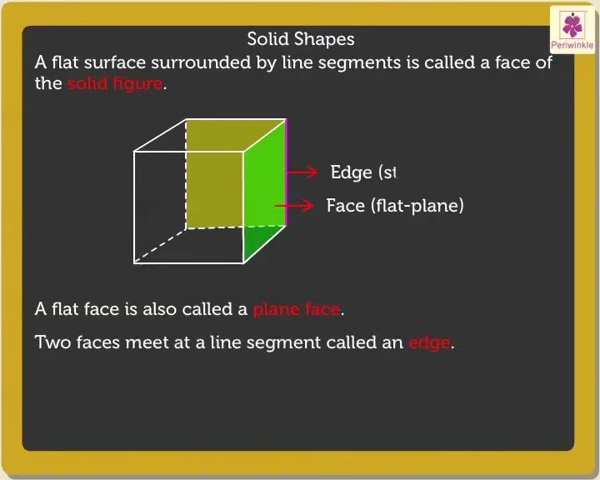 Periwinkle
Solid Shapes
A flat surface surrounded by line segments is called a face of
the solid figure.
Edge (st
Face (flat-plane)
A flat face is also called a plane face.
Two faces meet at a line segment called an edge.